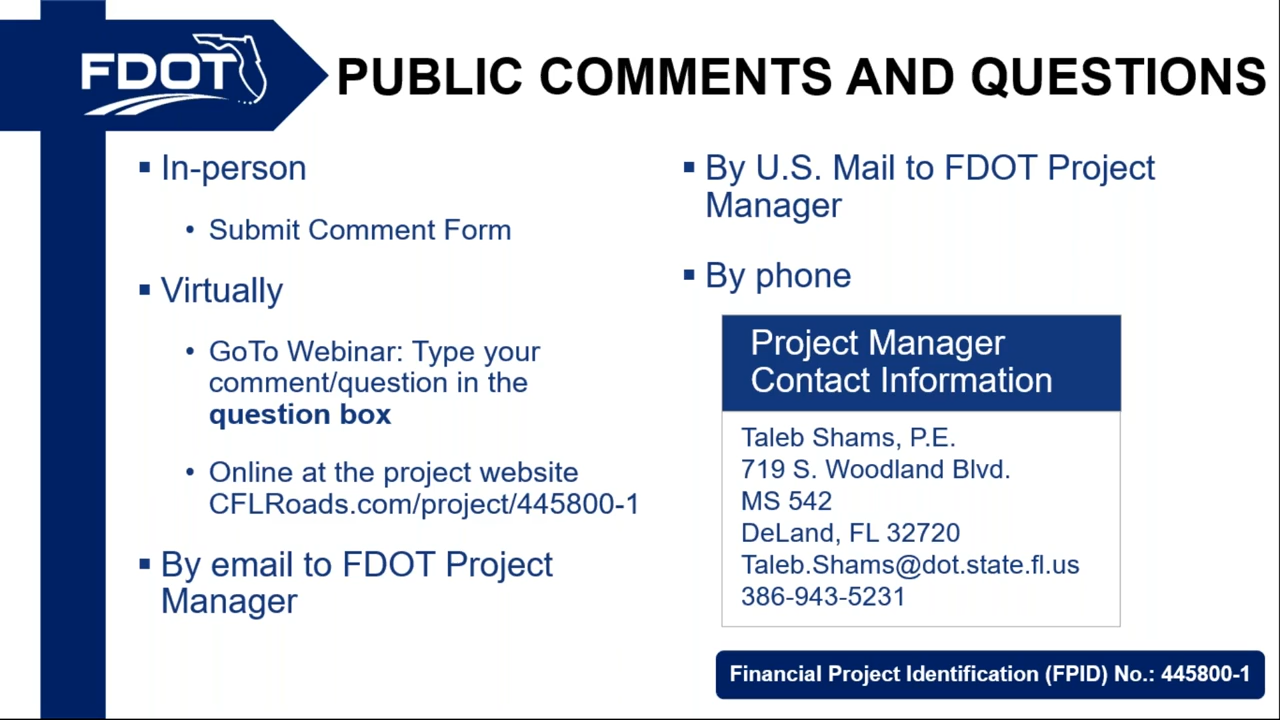 FDOT
PUBLIC COMMENTS AND QUESTIONS
▪ In-person
• Submit Comment Form
▪ Virtually
• GoTo Webinar: Type your
comment/question in the
question box
• Online at the project website
CFLRoads.com/project/445800-1
▪ By email to FDOT Project
Manager
▪ By U.S. Mail to FDOT Project
Manager
▪ By phone
Project Manager
Contact Information
Taleb Shams, P.E.
719 S. Woodland Blvd.
MS 542
DeLand, FL 32720
Taleb.Shams@dot.state.fl.us
386-943-5231
Financial Project Identification (FPID) No.: 445800-1